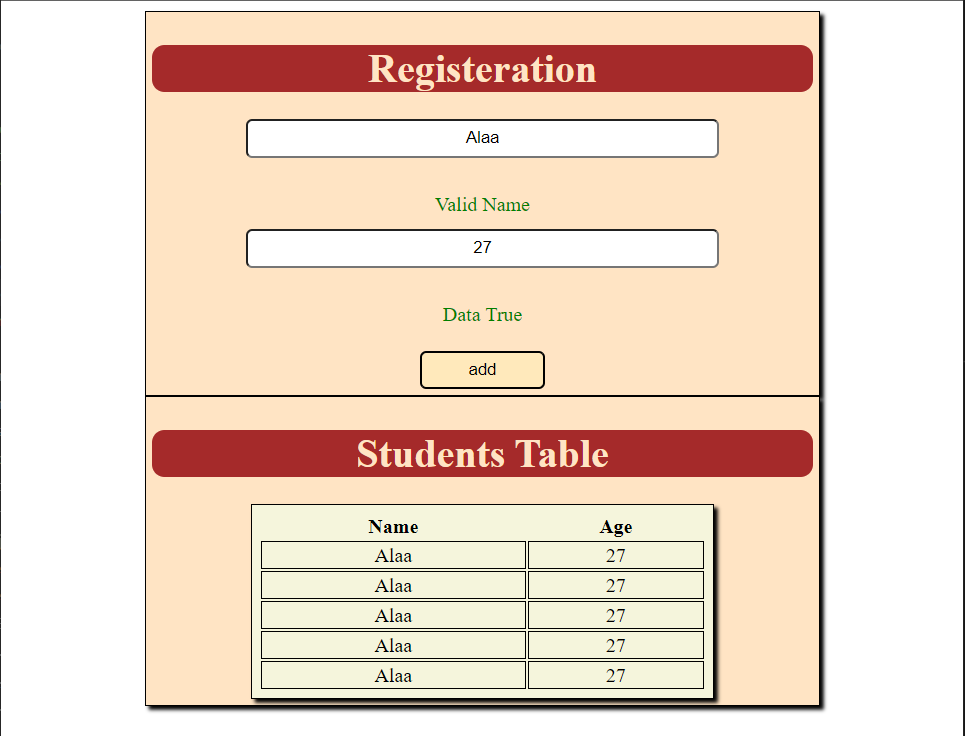 Registeration
Alaa
Valid Name
27
Data True
add
Students Table
Name Age
Alaa 27
Alaa 27
Alaa 27
Alaa 27
Alaa 27